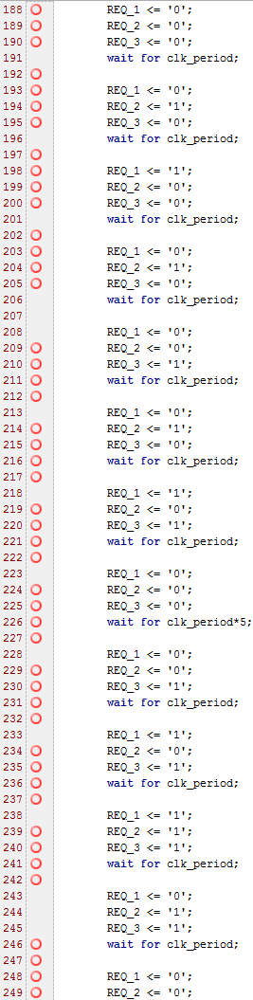 188 REQ_1 <= '0';
189 REQ_2 <= '0';
190 REQ_3 <= '0';
191 wait for clk_period;
192
193 REQ_1 <= '0';
194 REQ_2 <= '1';
195 REQ_3 <= '0';
196 wait for clk_period;
197
198 REQ_1 <= '1';
199 REQ_2 <= '0';
200 REQ_3 <= '0';
201 wait for clk_period;
202
203 REQ_1 <= '0';
204 REQ_2 <= '1';
205 REQ_3 <= '0';
206 wait for clk_period;
207
208 REQ_1 <= '0';
209 REQ_2 <= '0';
210 REQ_3 <= '1';
211 wait for clk_period;
212
213 REQ_1 <= '0';
214 REQ_2 <= '1';
215 REQ_3 <= '0';
216 wait for clk_period;
217
218 REQ_1 <= '1';
219 REQ_2 <= '0';
220 REQ_3 <= '1';
221 wait for clk_period;
222
223 REQ_1 <= '0';
224 REQ_2 <= '0';
225 REQ_3 <= '0';
226 wait for clk_period*5;
227
228 REQ_1 <= '0';
229 REQ_2 <= '0';
230 REQ_3 <= '1';
231 wait for clk_period;
232
233 REQ_1 <= '1';
234 REQ_2 <= '0';
235 REQ_3 <= '1';
236 wait for clk_period;
237
238 REQ_1 <= '1';
239 REQ_2 <= '1';
240 REQ_3 <= '1';
241 wait for clk_period;
242
243 REQ_1 <= '0';
244 REQ_2 <= '1';
245 REQ_3 <= '1';
246 wait for clk_period;
247
248 REQ_1 <= '0';
249 REQ_2 <= '0';